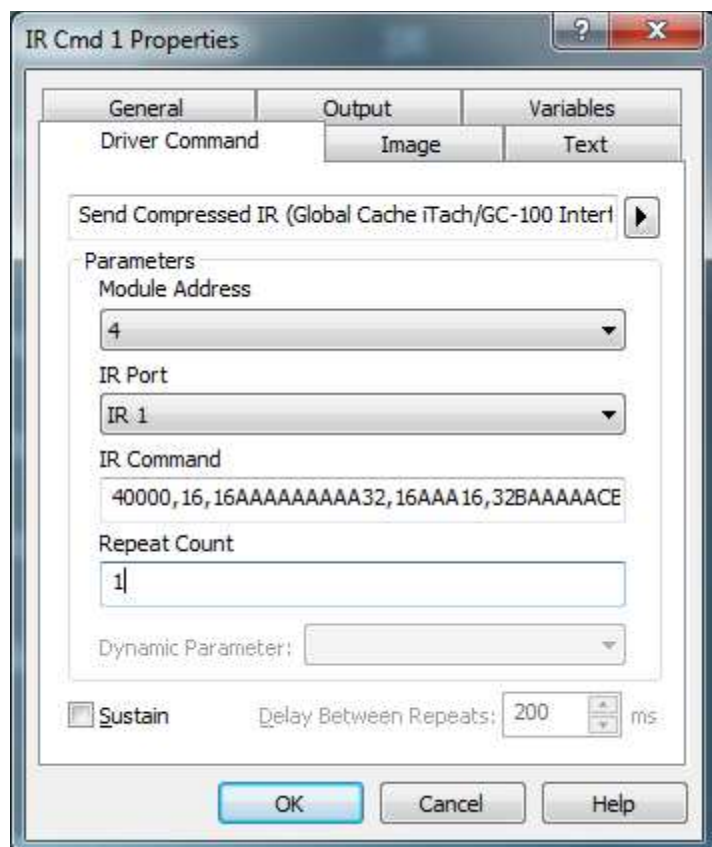 IR Cmd 1 Properties
?
X
General Output Variables
Driver Command Image Text
Send Compressed IR (Global Cache iTach/GC-100 Interf
Parameters
Module Address
4
IR Port
IR 1
IR Command
40000,16,16AAAAAAAAA32,16AAA16,32BAAAAACE
Repeat Count
1
Dynamic Parameter:
Sustain Delay Between Repeats: 200 ms
OK Cancel Help